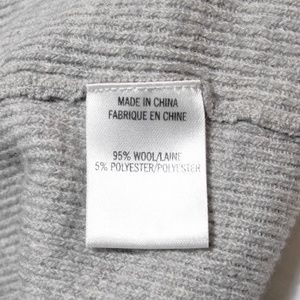 MADE IN CHINA
FABRIQUE EN CHINE
95% WOOL/LAINE
5% POLYESTER/POLYESTER